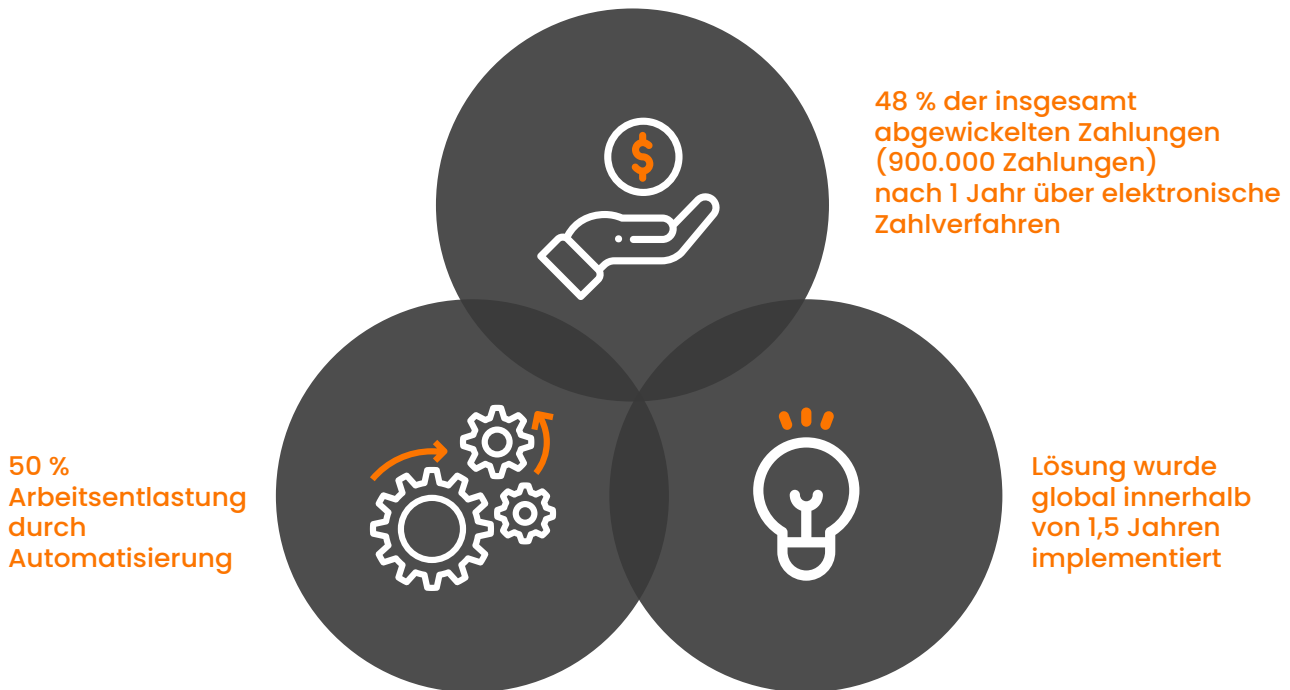 48 % der insgesamt
abgewickelten Zahlungen
(900.000 Zahlungen)
nach 1 Jahr über elektronische
Zahlverfahren
$
50 %
Arbeitsentlastung
durch
Automatisierung
Lösung wurde
global innerhalb
von 1,5 Jahren
implementiert